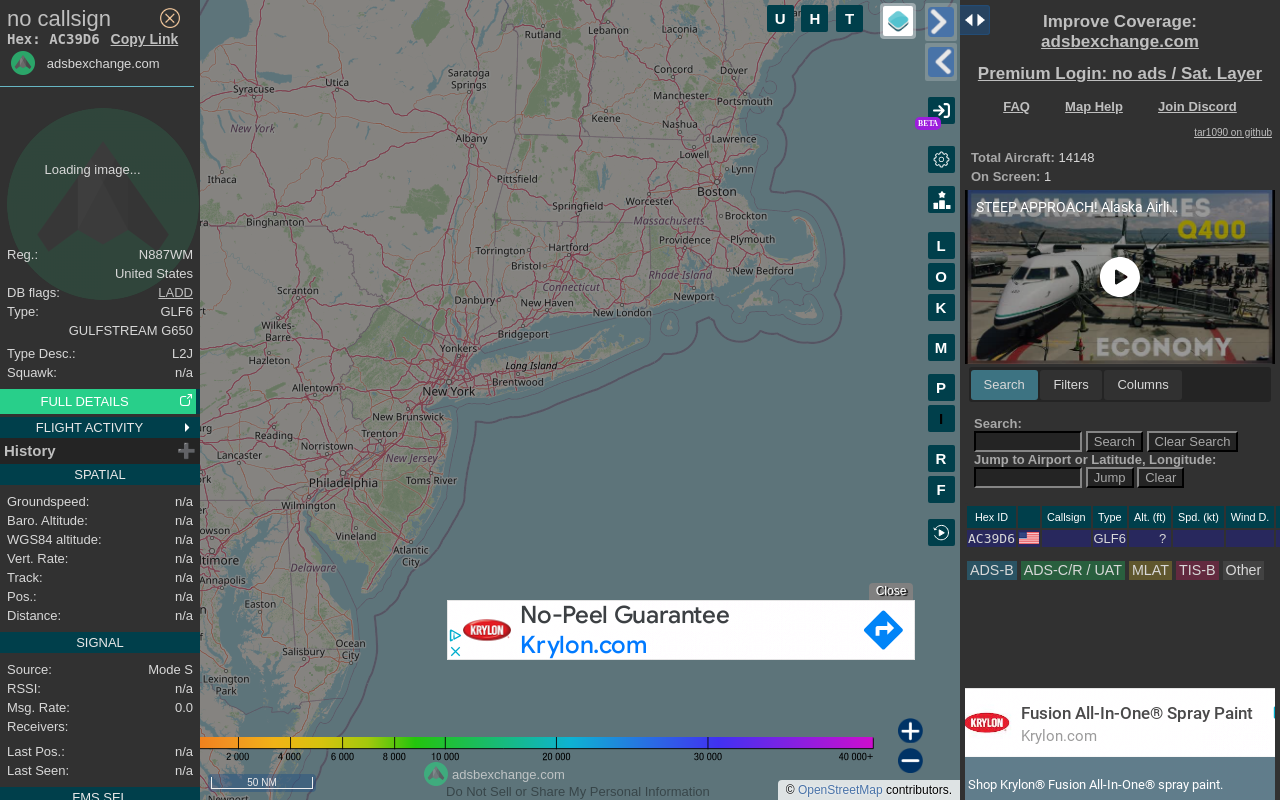 no callsign
Hex: AC39D6 Copy Link
adsbexchange.com
Loading image...
Reg.: N887WM
United States
DB flags: LADD
Type: GLF6
GULFSTREAM G650
Type Desc.: L2J
Squawk: n/a
FULL DETAILS
FLIGHT ACTIVITY
History
SPATIAL
Groundspeed: n/a
Baro. Altitude: n/a
WGS84 altitude: n/a
Vert. Rate: n/a
Track: n/a
Pos.: n/a
Distance: n/a
SIGNAL
Source: Mode S
RSSI: n/a
Msg. Rate: 0.0
Receivers:
Last Pos.: n/a
Last Seen: n/a
FMS SEL
Rutland
Lebanon
Laconia
Concord
Dover
Saratoga
Springs
Utica
Syracuse
Manchester
Portsmouth
Keene
Nashua
New York
Albany
Lawrence
Lowell
Lynn
Ithaca
Pittsfield
Boston
Worcester
Springfield
Binghamton
Massachusetts
Brockton
Providence
Plymouth
Torrington
Hartford
Bristol
Rhode Island
New Bedford
Connecticut
Scranton
Danbury
New Haven
Newport
New London
Wilkes-
Barre
Bridgeport
Yonkers
Hazleton
Long Island
Brentwood
Allentown
New York
New Brunswick
Reading
Trenton
Norristown
Lancaster
New Jersey
Philadelphia
Toms River
Wilmington
owson
Vineland
Atlantic
City
ltimore
Delaware
Annapolis
Easton
Ocean
City
Salisbury
Lexington
Park
Newport
U
H
T
BETA
L
O
K
M
P
I
R
F
Close
No-Peel Guarantee
Krylon.com
KRYLON
2 000 4 000 6 000 8 000 10 000 20 000 30 000 40 000+
50 NM
adsbexchange.com
Do Not Sell or Share My Personal Information
© OpenStreetMap contributors.
Improve Coverage:
adsbexchange.com
Premium Login: no ads / Sat. Layer
FAQ Map Help Join Discord
tar1090 on github
Total Aircraft: 14148
On Screen: 1
STEEP APPROACH! Alaska Airli...
Q400
ECONOMY
Search Filters Columns
Search:
Search Clear Search
Jump to Airport or Latitude, Longitude:
Jump Clear
Hex ID Callsign Type Alt. (ft) Spd. (kt) Wind D.
AC39D6 GLF6 ?
ADS-B ADS-C/R / UAT MLAT TIS-B Other
KRYLON
Fusion All-In-One® Spray Paint
Krylon.com
Shop Krylon® Fusion All-In-One® spray paint.